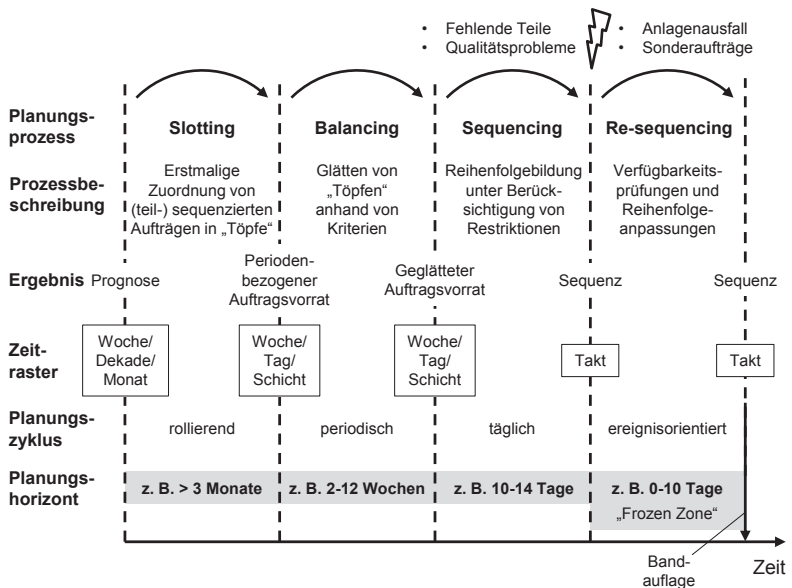 • Fehlende Teile
• Qualitätsprobleme
• Anlagenausfall
• Sonderaufträge
Planungs-
prozess
Slotting
Balancing
Sequencing
Re-sequencing
Prozessbe-
schreibung
Erstmalige
Zuordnung von
(teil-) sequenzierten
Aufträgen in „Töpfe“
Glätten von
„Töpfen“
anhand von
Kriterien
Reihenfolgebildung
unter Berück-
sichtigung von
Restriktionen
Verfügbarkeits-
prüfungen und
Reihenfolge-
anpassungen
Ergebnis
Prognose
Perioden-
bezogener
Auftragsvorrat
Geglätteter
Auftragsvorrat
Sequenz
Sequenz
Zeit-
raster
Woche/
Dekade/
Monat
Woche/
Tag/
Schicht
Woche/
Tag/
Schicht
Takt
Takt
Planungs-
zyklus
rollierend
periodisch
täglich
ereignisorientiert
Planungs-
horizont
z. B. > 3 Monate
z. B. 2-12 Wochen
z. B. 10-14 Tage
z. B. 0-10 Tage
„Frozen Zone“
Band-
auflage
Zeit